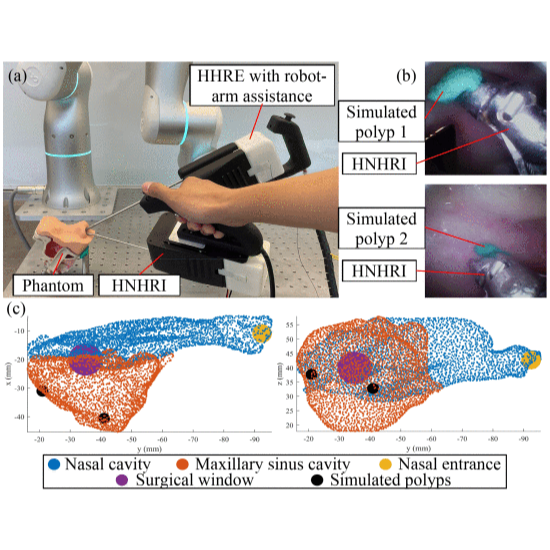 (a)
HHRE with robot-
arm assistance
Phantom
HNHRI
(b)
Simulated
polyp 1
HNHRI
Simulated
polyp 2
HNHRI
(c)
x (mm)
-10
-20
-30
-40
-20 -30 -40 -50 -60 -70 -80 -90
y (mm)
z (mm)
55
50
45
40
35
30
25
20
-20 -30 -40 -50 -60 -70 -80 -90
y (mm)
Nasal cavity Maxillary sinus cavity Nasal entrance
Surgical window Simulated polyps